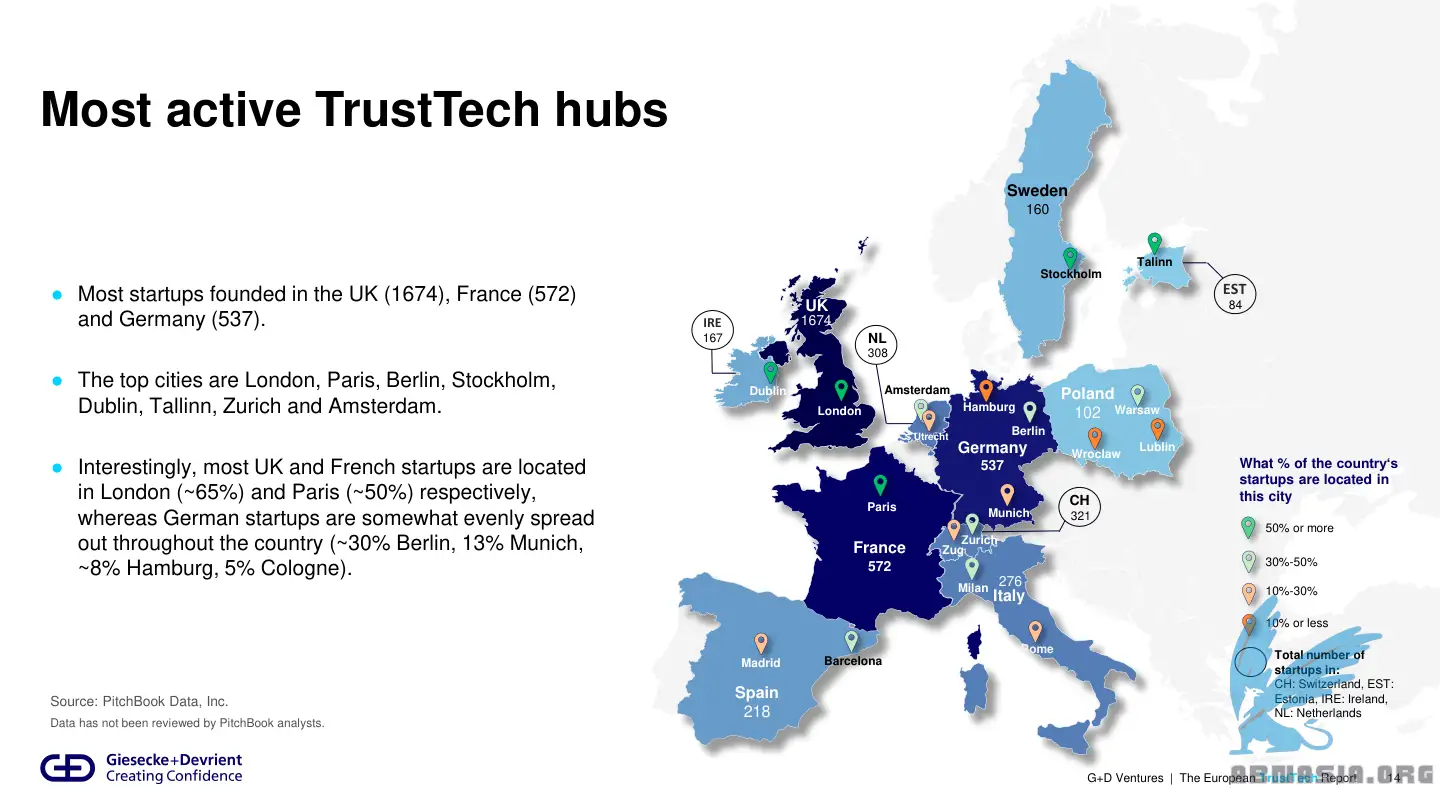 Most active TrustTech hubs
● Most startups founded in the UK (1674), France (572)
and Germany (537).
● The top cities are London, Paris, Berlin, Stockholm,
Dublin, Tallinn, Zurich and Amsterdam.
● Interestingly, most UK and French startups are located
in London (~65%) and Paris (~50%) respectively,
whereas German startups are somewhat evenly spread
out throughout the country (~30% Berlin, 13% Munich,
~8% Hamburg, 5% Cologne).
Source: PitchBook Data, Inc.
Data has not been reviewed by PitchBook analysts.
Giesecke+Devrient
Creating Confidence
Sweden
160
Stockholm
Talinn
EST
84
IRE
167
Dublin
UK
1674
London
NL
308
Amsterdam
Utrecht
Hamburg
Berlin
Germany
537
Munich
Poland
102
Warsaw
Wroclaw
Lublin
Paris
France
572
CH
321
Zurich
Zug
Milan
276
Italy
Rome
Madrid
Barcelona
Spain
218
What % of the country‘s
startups are located in
this city
50% or more
30%-50%
10%-30%
10% or less
Total number of
startups in:
CH: Switzerland, EST:
Estonia, IRE: Ireland,
NL: Netherlands
G+D Ventures | The European TrustTech Report 14
ARMASIA.ORG